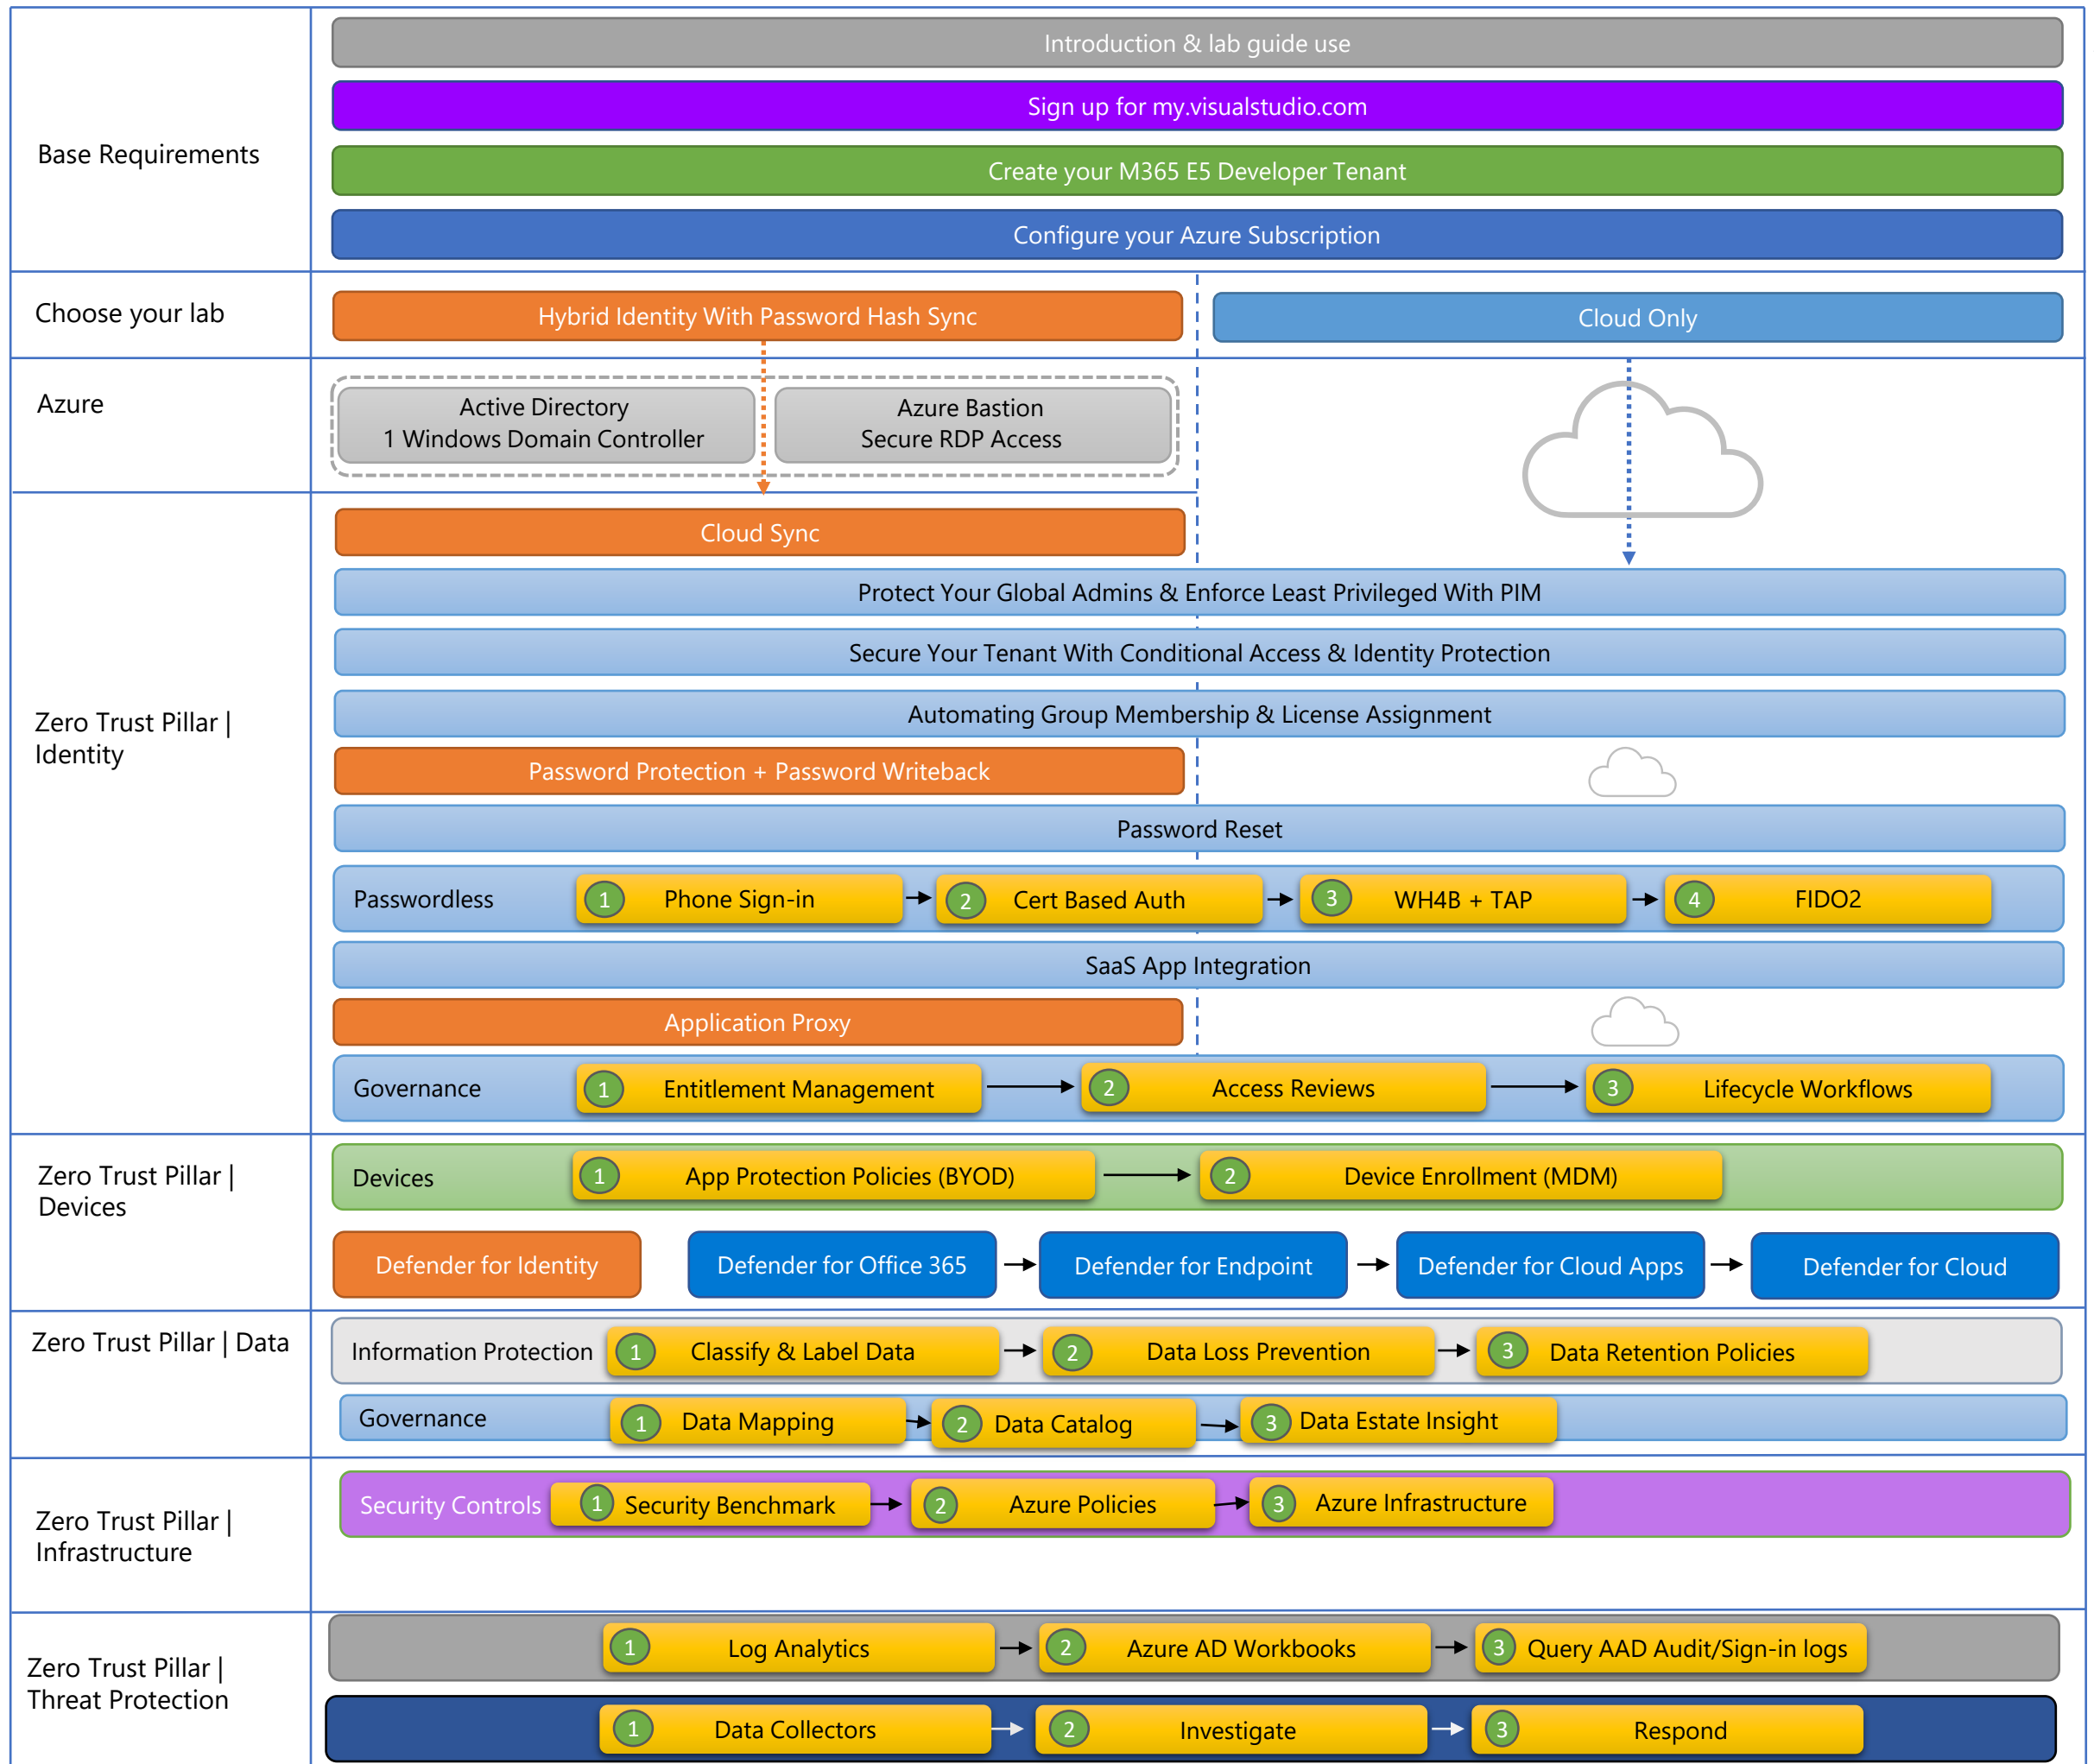 Base Requirements
Introduction & lab guide use
Sign up for my.visualstudio.com
Create your M365 E5 Developer Tenant
Configure your Azure Subscription
Choose your lab
Hybrid Identity With Password Hash Sync
Cloud Only
Azure
Active Directory
1 Windows Domain Controller
Azure Bastion
Secure RDP Access
Zero Trust Pillar |
Identity
Cloud Sync
Protect Your Global Admins & Enforce Least Privileged With PIM
Secure Your Tenant With Conditional Access & Identity Protection
Automating Group Membership & License Assignment
Password Protection + Password Writeback
Password Reset
Passwordless
1 Phone Sign-in
2 Cert Based Auth
3 WH4B + TAP
4 FIDO2
SaaS App Integration
Application Proxy
Governance
1 Entitlement Management
2 Access Reviews
3 Lifecycle Workflows
Zero Trust Pillar |
Devices
Devices
1 App Protection Policies (BYOD)
2 Device Enrollment (MDM)
Defender for Identity
Defender for Office 365
Defender for Endpoint
Defender for Cloud Apps
Defender for Cloud
Zero Trust Pillar | Data
Information Protection
1 Classify & Label Data
2 Data Loss Prevention
3 Data Retention Policies
Governance
1 Data Mapping
2 Data Catalog
3 Data Estate Insight
Zero Trust Pillar |
Infrastructure
Security Controls
1 Security Benchmark
2 Azure Policies
3 Azure Infrastructure
Zero Trust Pillar |
Threat Protection
1 Log Analytics
2 Azure AD Workbooks
3 Query AAD Audit/Sign-in logs
1 Data Collectors
2 Investigate
3 Respond